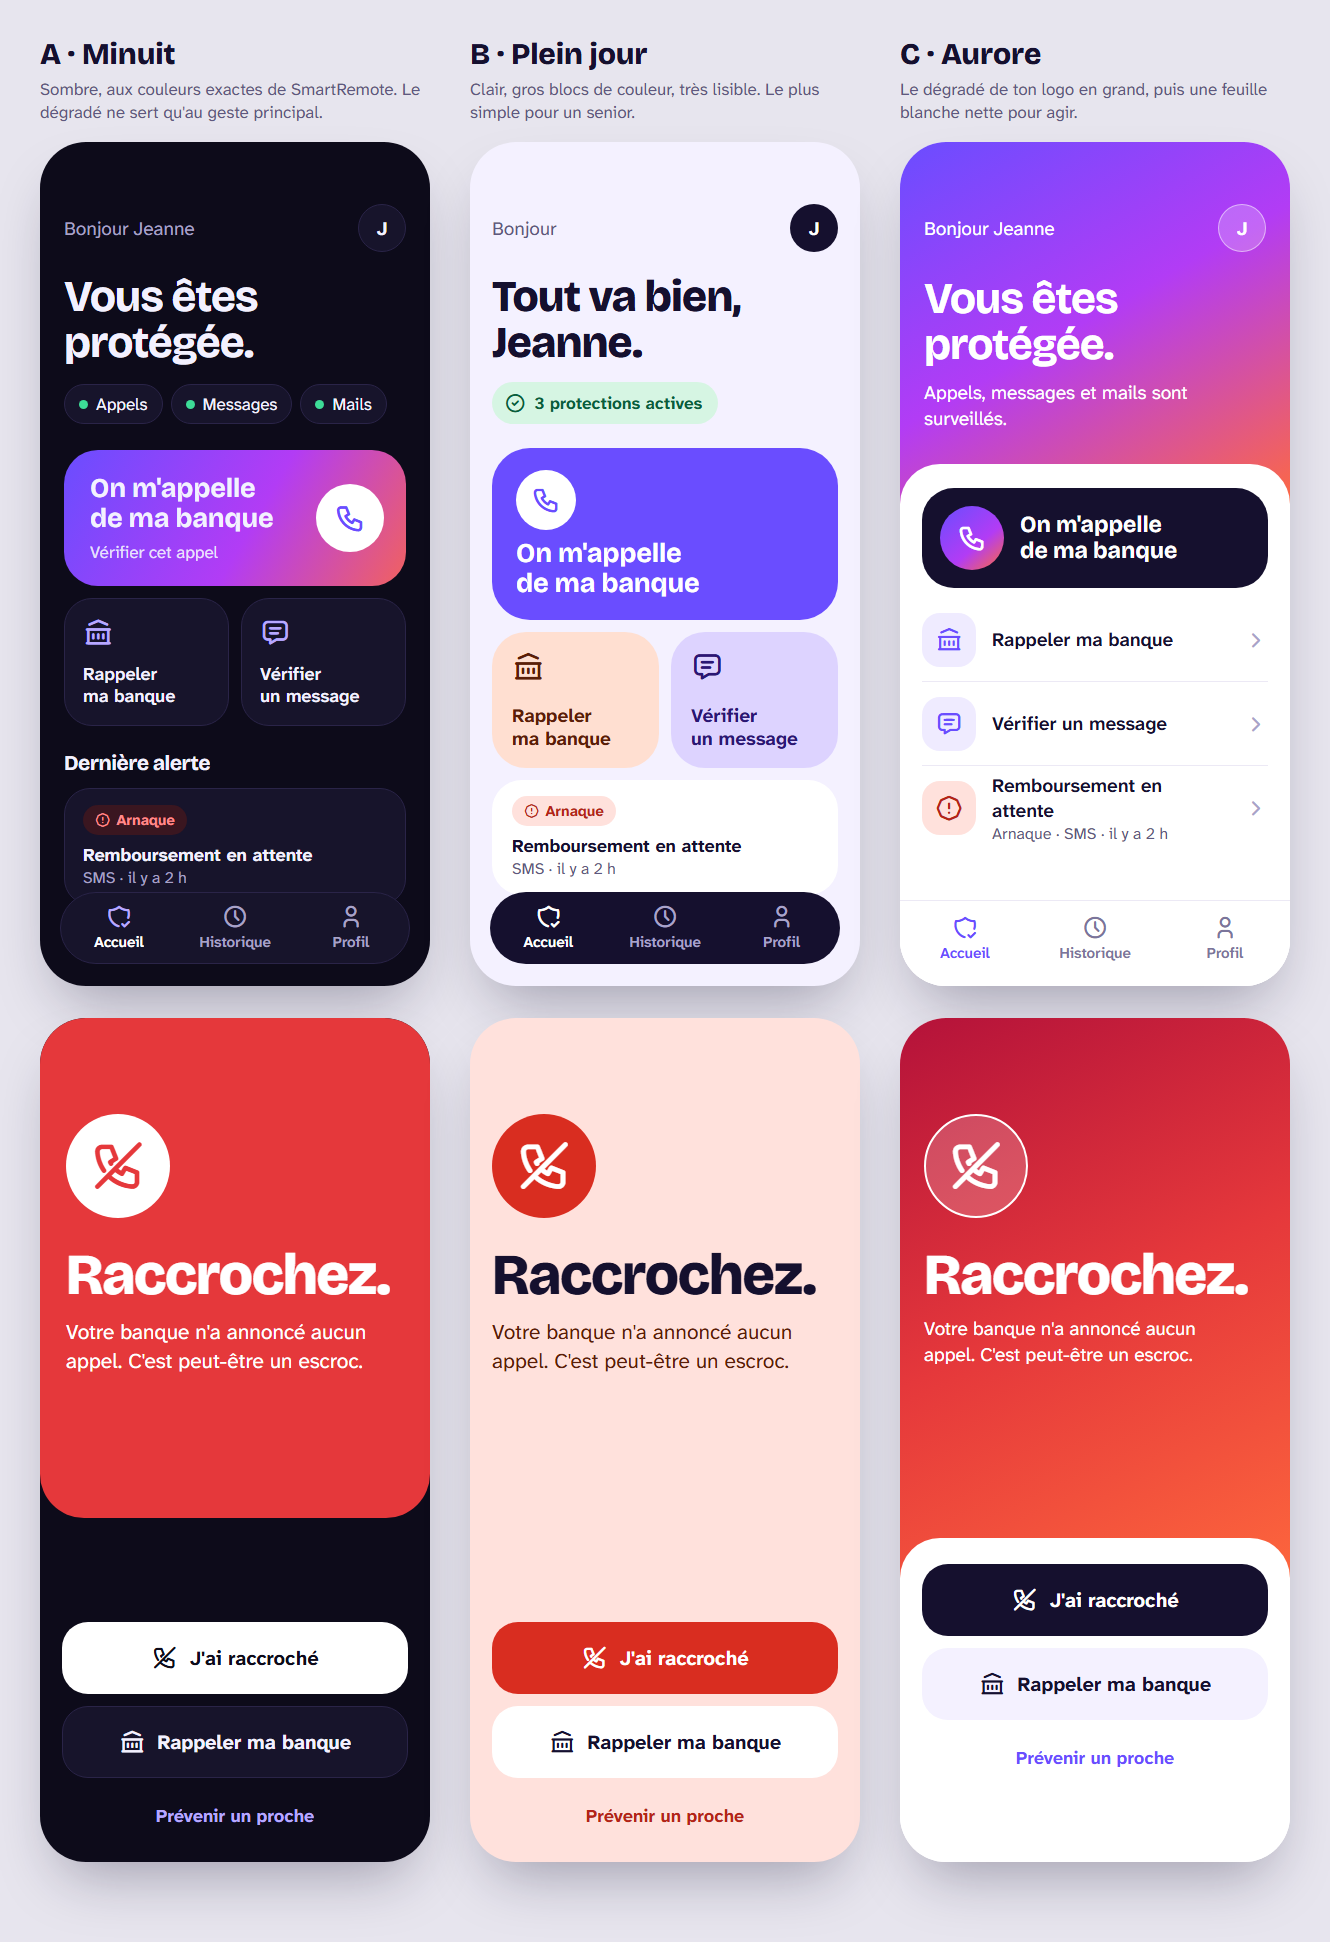 A · Minuit
Sombre, aux couleurs exactes de SmartRemote. Le
dégradé ne sert qu'au geste principal.
Bonjour Jeanne
J
Vous êtes
protégée.
Appels
Messages
Mails
On m'appelle
de ma banque
Vérifier cet appel
Rappeler
ma banque
Vérifier
un message
Dernière alerte
Arnaque
Remboursement en attente
SMS · il y a 2 h
Accueil
Historique
Profil
Raccrochez.
Votre banque n'a annoncé aucun
appel. C'est peut-être un escroc.
J'ai raccroché
Rappeler ma banque
Prévenir un proche
B · Plein jour
Clair, gros blocs de couleur, très lisible. Le plus
simple pour un senior.
Bonjour
J
Tout va bien,
Jeanne.
3 protections actives
On m'appelle
de ma banque
Rappeler
ma banque
Vérifier
un message
Arnaque
Remboursement en attente
SMS · il y a 2 h
Accueil
Historique
Profil
Raccrochez.
Votre banque n'a annoncé aucun
appel. C'est peut-être un escroc.
J'ai raccroché
Rappeler ma banque
Prévenir un proche
C · Aurore
Le dégradé de ton logo en grand, puis une feuille
blanche nette pour agir.
Bonjour Jeanne
J
Vous êtes
protégée.
Appels, messages et mails sont
surveillés.
On m'appelle
de ma banque
Rappeler ma banque
Vérifier un message
Remboursement en
attente
Arnaque · SMS · il y a 2 h
Accueil
Historique
Profil
Raccrochez.
Votre banque n'a annoncé aucun
appel. C'est peut-être un escroc.
J'ai raccroché
Rappeler ma banque
Prévenir un proche